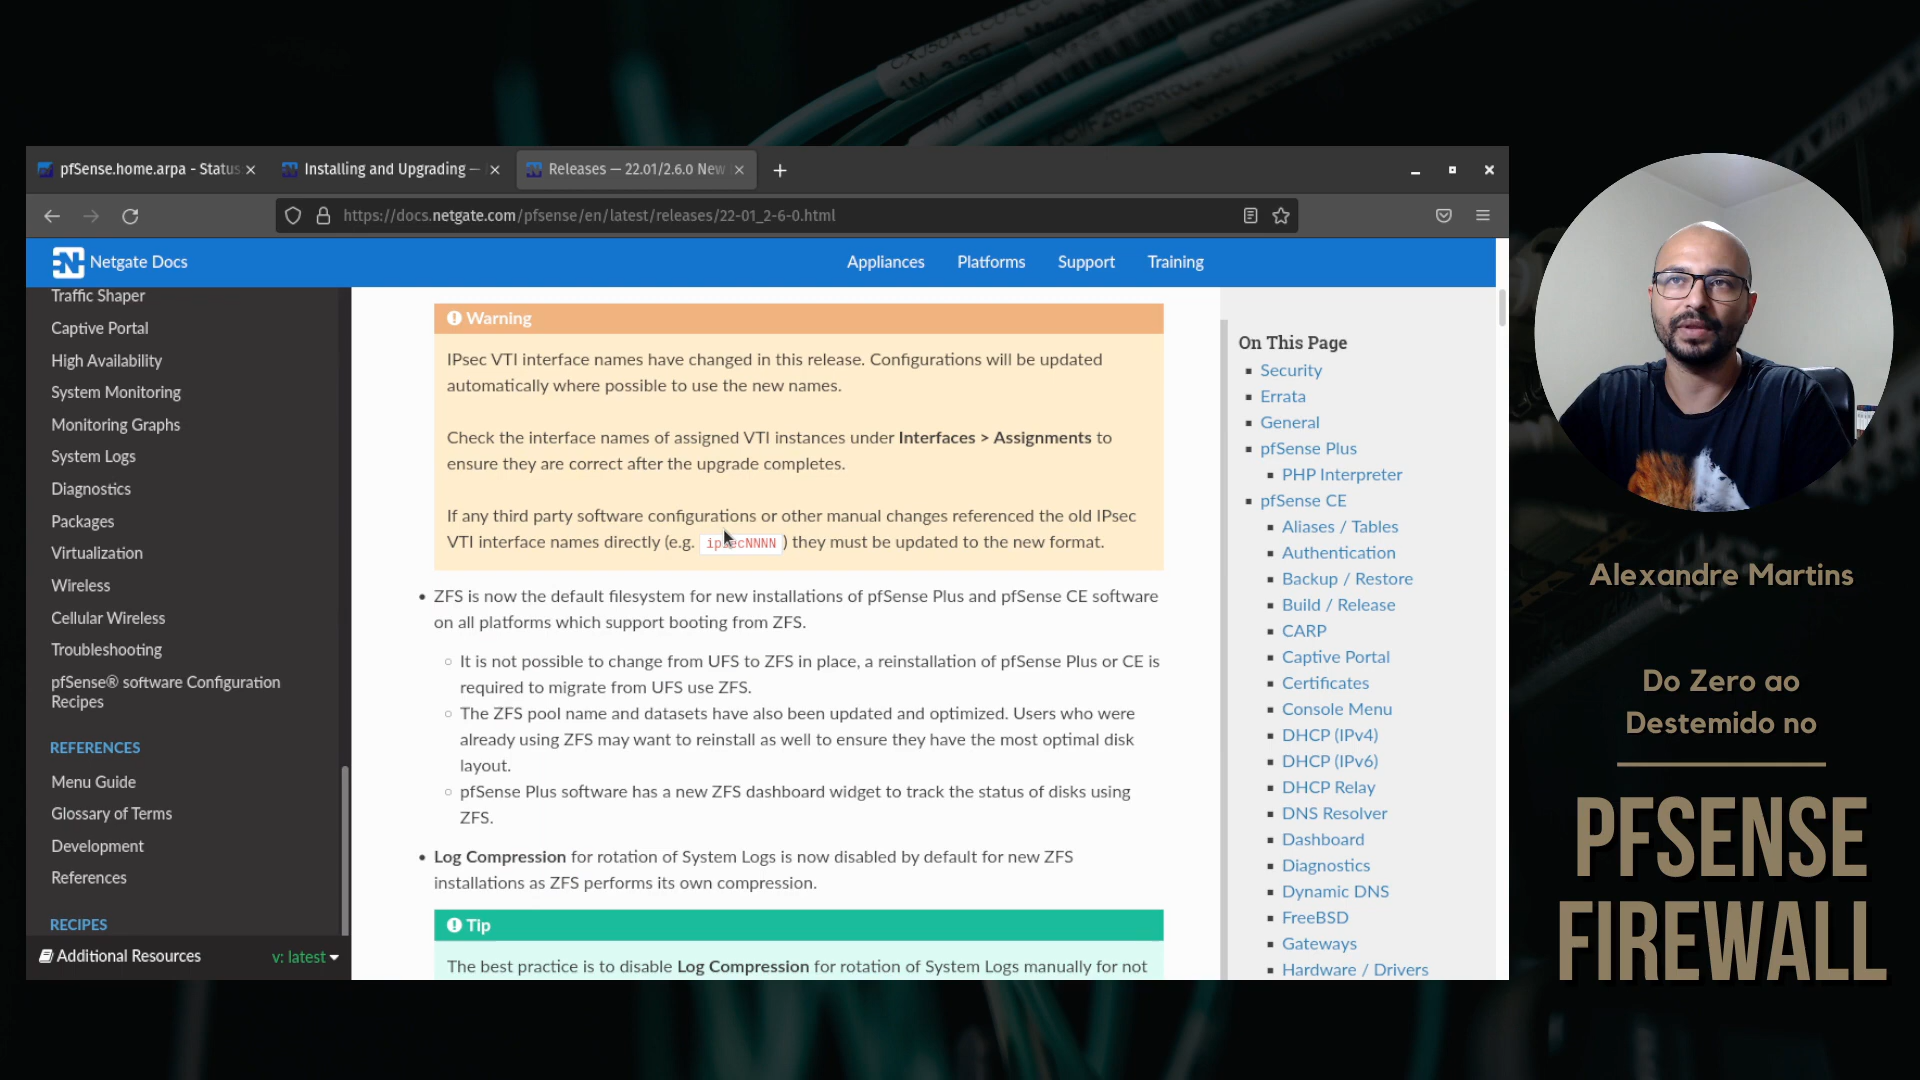 pfSense.home.arpa - Status
Installing and Upgrading —
Releases — 22.01/2.6.0 New
https://docs.netgate.com/pfsense/en/latest/releases/22-01_2-6-0.html
Netgate Docs
Appliances
Platforms
Support
Training
Traffic Shaper
Captive Portal
High Availability
System Monitoring
Monitoring Graphs
System Logs
Diagnostics
Packages
Virtualization
Wireless
Cellular Wireless
Troubleshooting
pfSense® software Configuration
Recipes
REFERENCES
Menu Guide
Glossary of Terms
Development
References
RECIPES
Additional Resources
v: latest
Warning
IPsec VTI interface names have changed in this release. Configurations will be updated
automatically where possible to use the new names.
Check the interface names of assigned VTI instances under Interfaces > Assignments to
ensure they are correct after the upgrade completes.
If any third party software configurations or other manual changes referenced the old IPsec
VTI interface names directly (e.g. ipsecNNNN ) they must be updated to the new format.
• ZFS is now the default filesystem for new installations of pfSense Plus and pfSense CE software
on all platforms which support booting from ZFS.
○ It is not possible to change from UFS to ZFS in place, a reinstallation of pfSense Plus or CE is
required to migrate from UFS use ZFS.
○ The ZFS pool name and datasets have also been updated and optimized. Users who were
already using ZFS may want to reinstall as well to ensure they have the most optimal disk
layout.
○ pfSense Plus software has a new ZFS dashboard widget to track the status of disks using
ZFS.
• Log Compression for rotation of System Logs is now disabled by default for new ZFS
installations as ZFS performs its own compression.
Tip
The best practice is to disable Log Compression for rotation of System Logs manually for not
On This Page
Security
Errata
General
pfSense Plus
PHP Interpreter
pfSense CE
Aliases / Tables
Authentication
Backup / Restore
Build / Release
CARP
Captive Portal
Certificates
Console Menu
DHCP (IPv4)
DHCP (IPv6)
DHCP Relay
DNS Resolver
Dashboard
Diagnostics
Dynamic DNS
FreeBSD
Gateways
Hardware / Drivers
Alexandre Martins
Do Zero ao
Destemido no
PFSENSE
FIREWALL